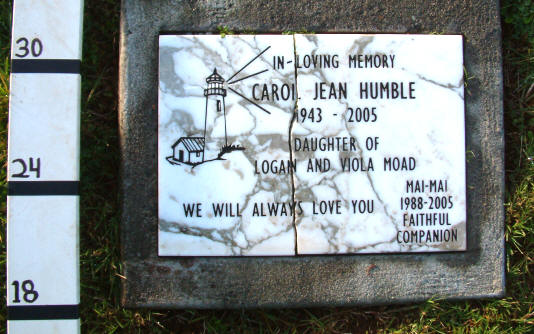 30
24
18
IN LOVING MEMORY
CAROL JEAN HUMBLE
1943 - 2005
DAUGHTER OF
LOGAN AND VIOLA MOAD
WE WILL ALWAYS LOVE YOU
MAI-MAI
1988-2005
FAITHFUL
COMPANION